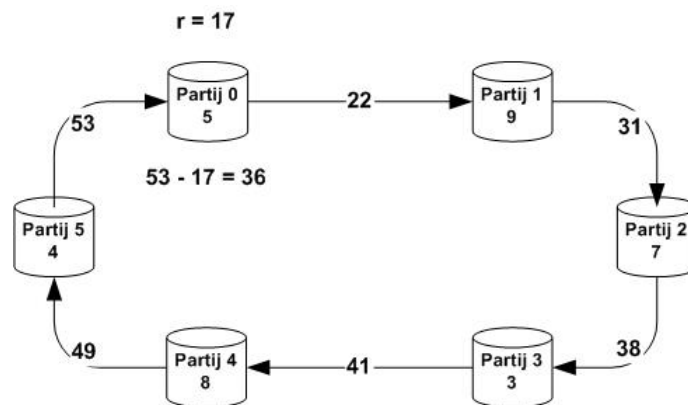 r = 17
Partij 0
5
22
Partij 1
9
53
31
53 - 17 = 36
Partij 5
4
Partij 2
7
49
Partij 4
8
41
Partij 3
3
38